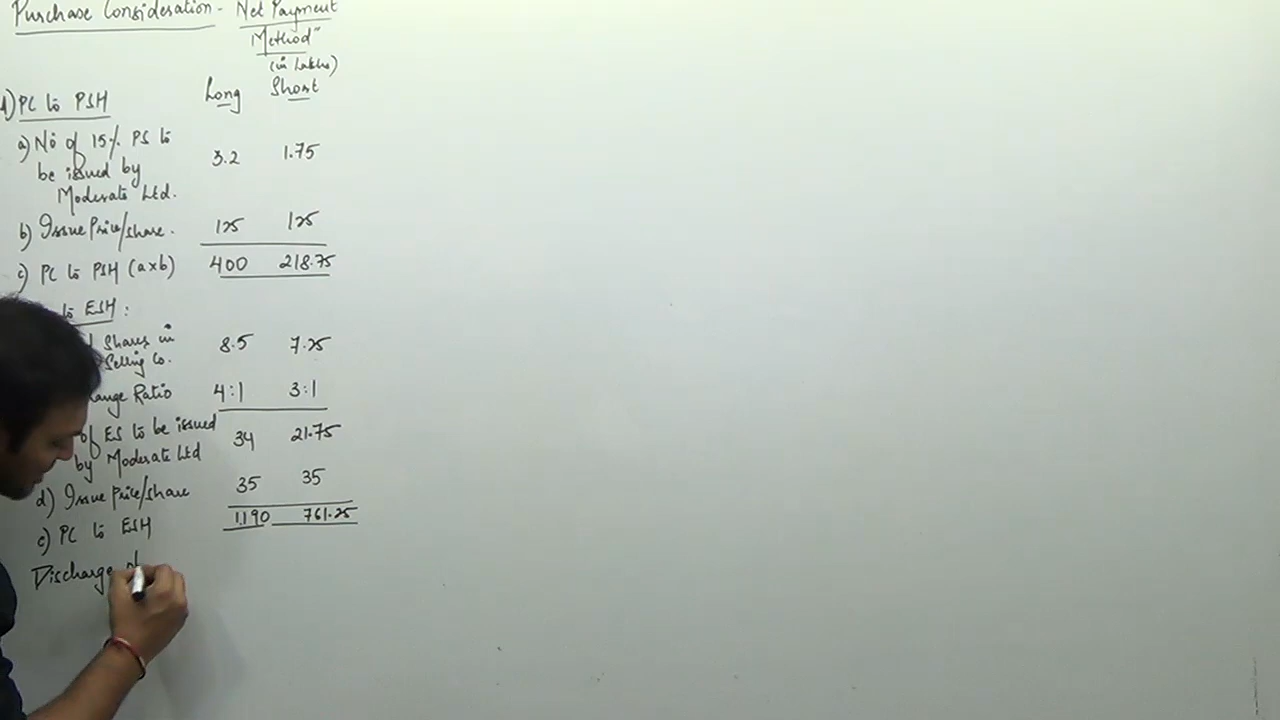 Purchase Consideration - Net Payment
Method"
(in Lakhs)
1) PC to PSH Long Short
a) No of 15% PS to
be issued by 3.2 1.75
Moderate Ltd.
b) Issue Price/share. 125 125
c) PC to PSH (a×b) 400 218.75
to ESH:
Shares in 8.5 7.25
Selling Co.
ange Ratio 4:1 3:1
of ES to be issued 34 21.75
by Moderate Ltd
d) Issue Price/share 35 35
e) PC to ESH 1190 761.25
Discharge of